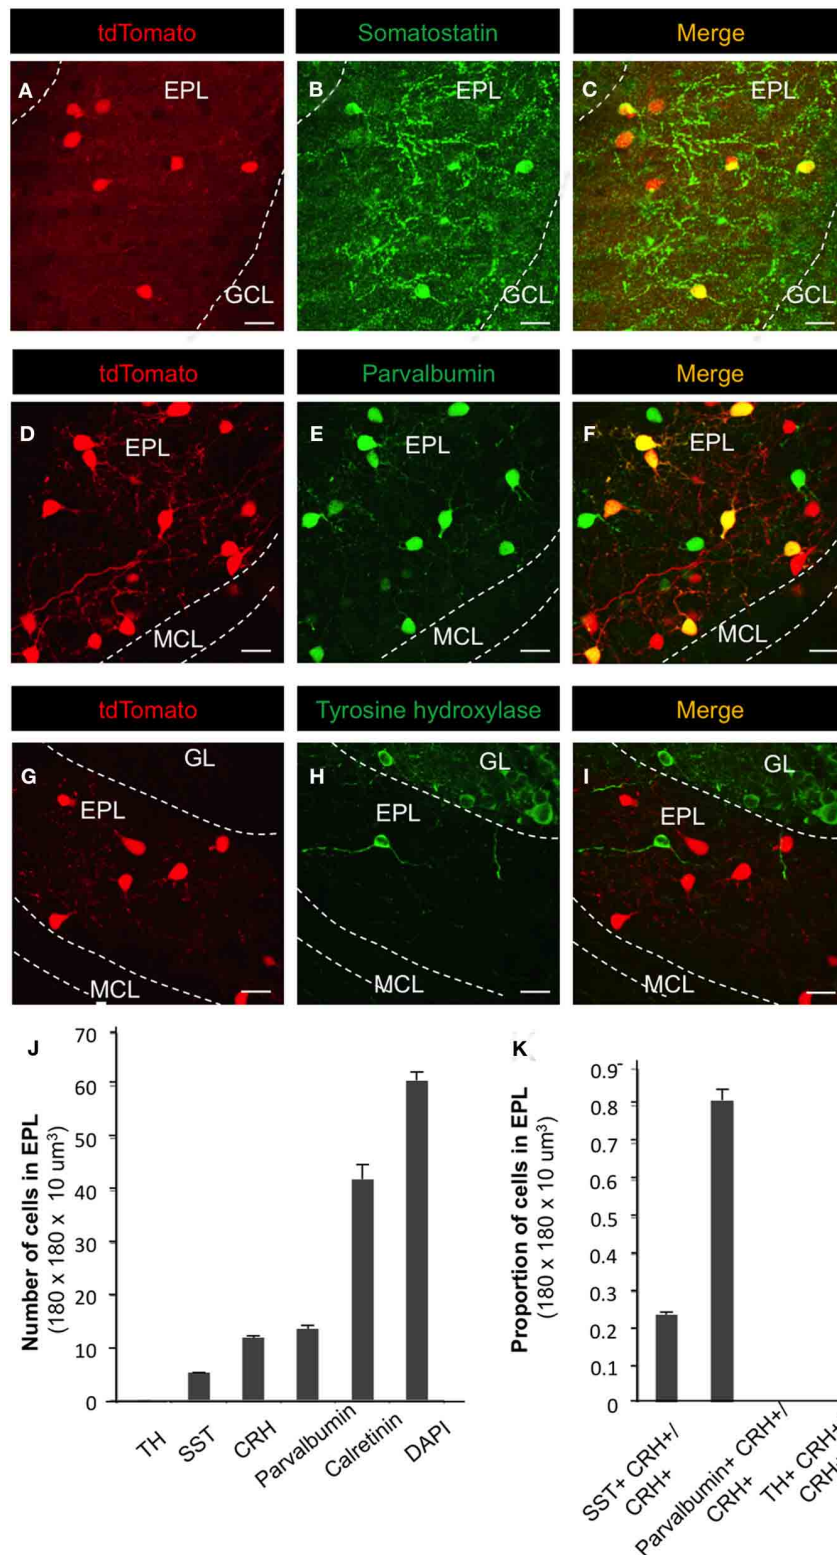 tdTomato Somatostatin Merge
A EPL B EPL C EPL
GCL GCL GCL
tdTomato Parvalbumin Merge
D EPL E EPL F EPL
MCL MCL MCL
tdTomato Tyrosine hydroxylase Merge
G GL H GL I GL
EPL EPL EPL
MCL MCL MCL
J
Number of cells in EPL
(180 x 180 x 10 um³)
70
60
50
40
30
20
10
0
TH SST CRH Parvalbumin Calretinin DAPI
K
Proportion of cells in EPL
(180 x 180 x 10 um³)
0.9
0.8
0.7
0.6
0.5
0.4
0.3
0.2
0.1
0
SST+ CRH+/
CRH+
Parvalbumin+ CRH+/
CRH+
TH+ CRH+
CRH+